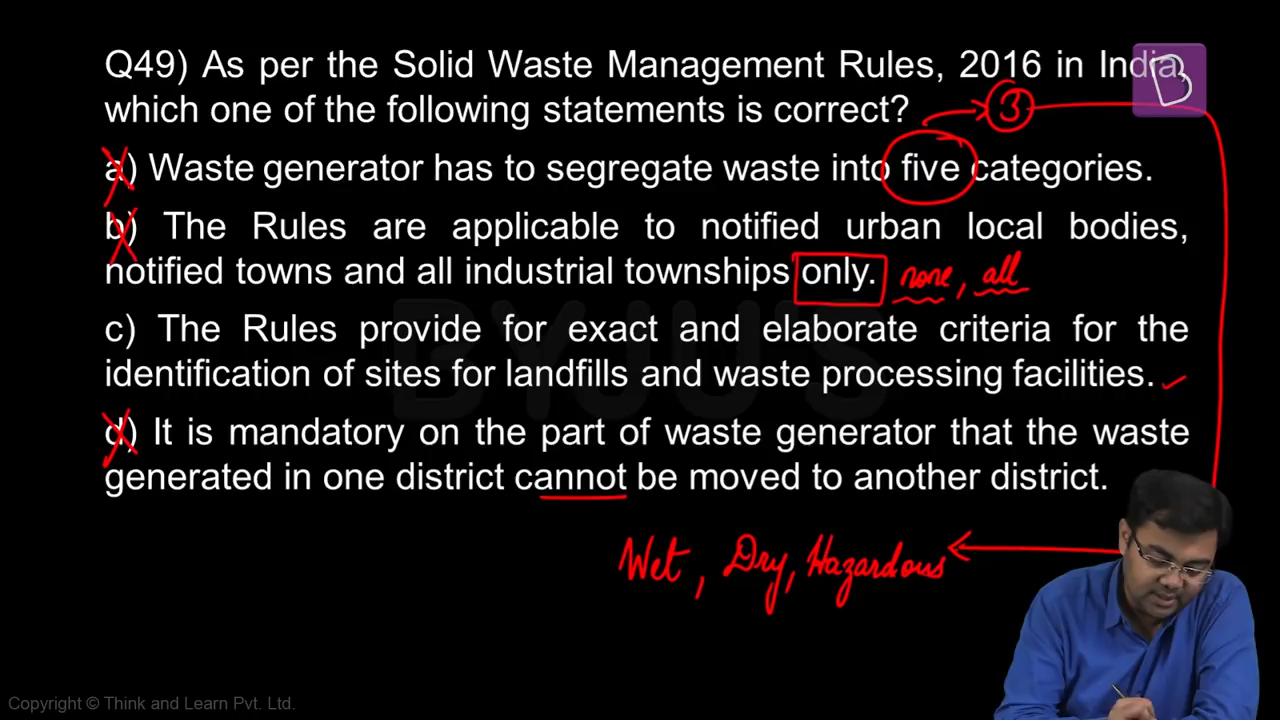 Q49) As per the Solid Waste Management Rules, 2016 in India,
which one of the following statements is correct?
3
a) Waste generator has to segregate waste into five categories.
b) The Rules are applicable to notified urban local bodies,
notified towns and all industrial townships only. none, all
c) The Rules provide for exact and elaborate criteria for the
identification of sites for landfills and waste processing facilities.
d) It is mandatory on the part of waste generator that the waste
generated in one district cannot be moved to another district.
Wet, Dry, Hazardous
B
BYJU'S
Copyright © Think and Learn Pvt. Ltd.